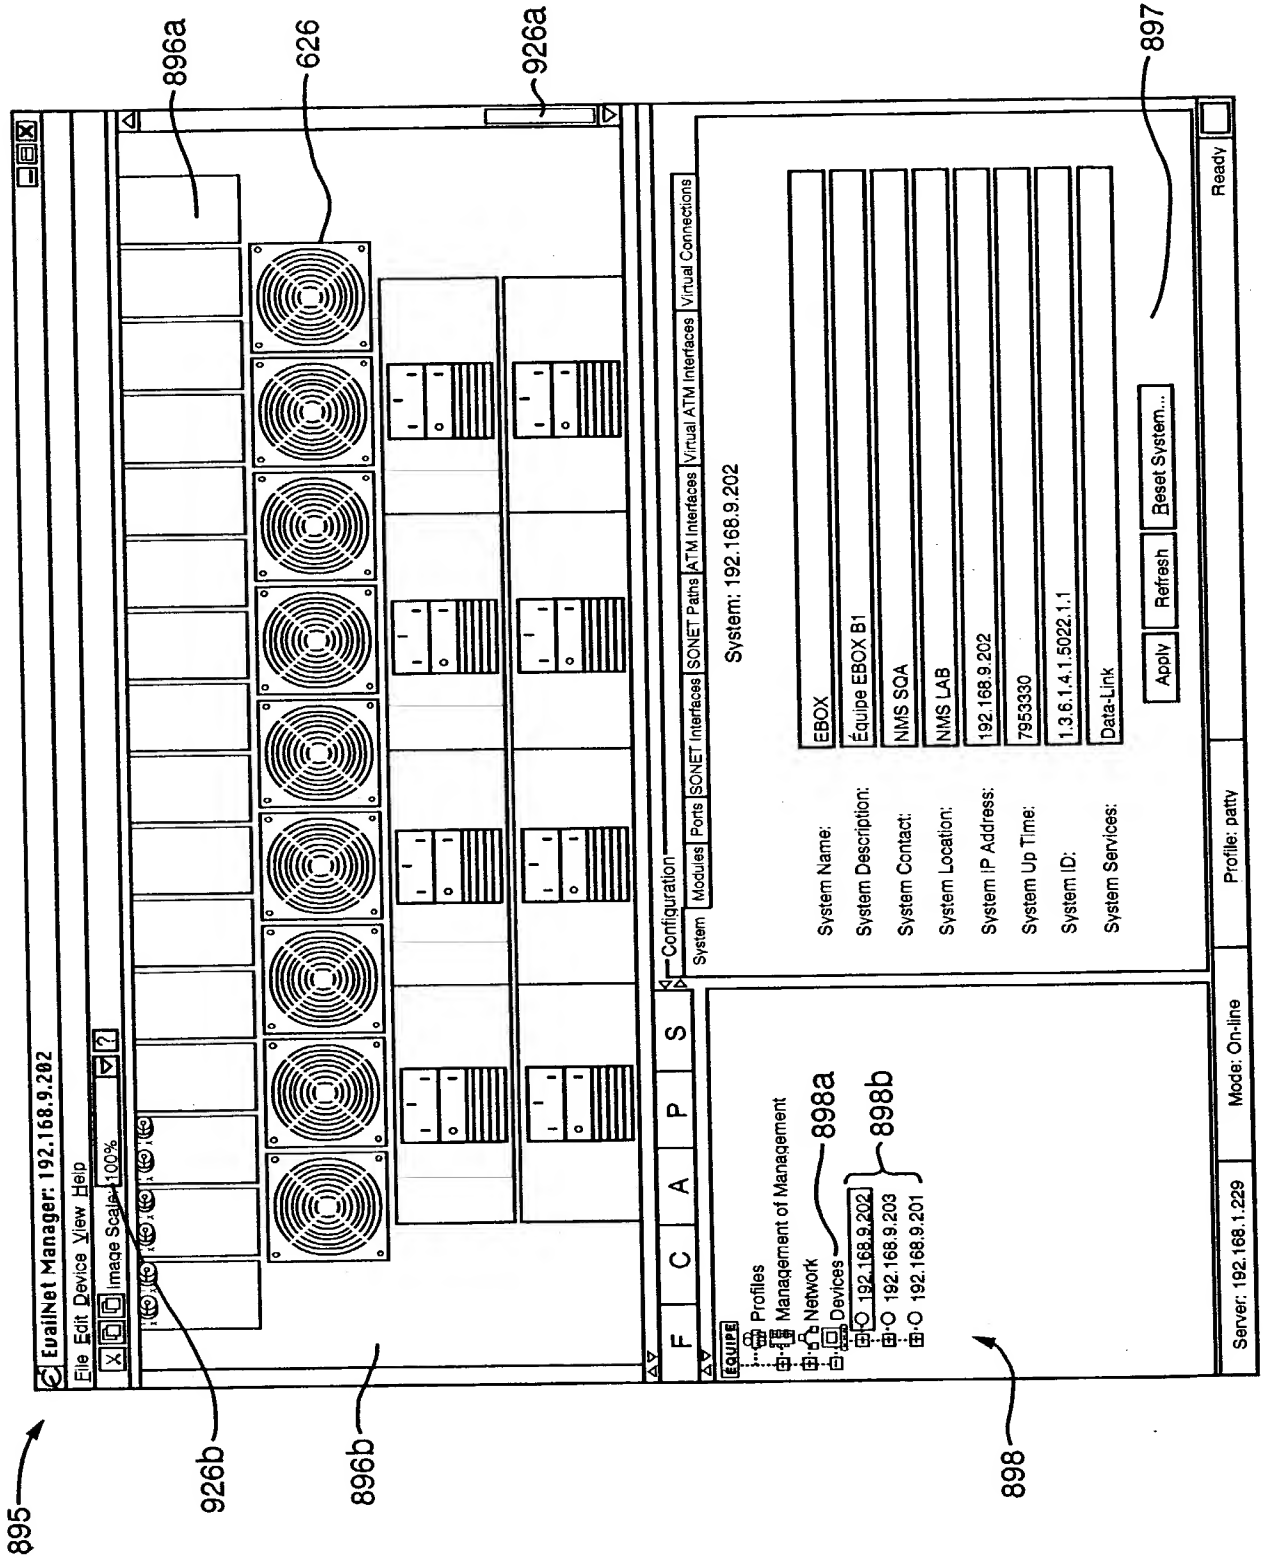 895
EvailNet Manager: 192.168.9.202
File Edit Device View Help
X Image Scale: 100% ?
926b
896a
626
896b
926a
F C A P S
EQUIPE
Profiles
Management of Management
Network
Devices
192.168.9.202
192.168.9.203
192.168.9.201
898a
898b
898
Configuration
System Modules Ports SONET Interfaces SONET Paths ATM Interfaces Virtual ATM Interfaces Virtual Connections
System: 192.168.9.202
System Name: EBOX
System Description: Équipe EBOX B1
System Contact: NMS SQA
System Location: NMS LAB
System IP Address: 192.168.9.202
System Up Time: 7953330
System ID: 1.3.6.1.4.1.5022.1.1
System Services: Data-Link
Apply Refresh Reset System...
897
Server: 192.168.1.229 Mode: On-line Profile: patty Ready